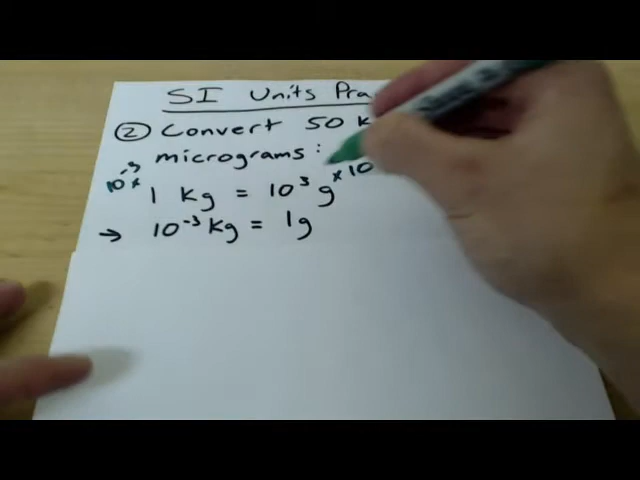 SI Units Pra
② Convert 50 k
micrograms:
10⁻³ × 1 kg = 10³ g × 10
→ 10⁻³ kg = 1g